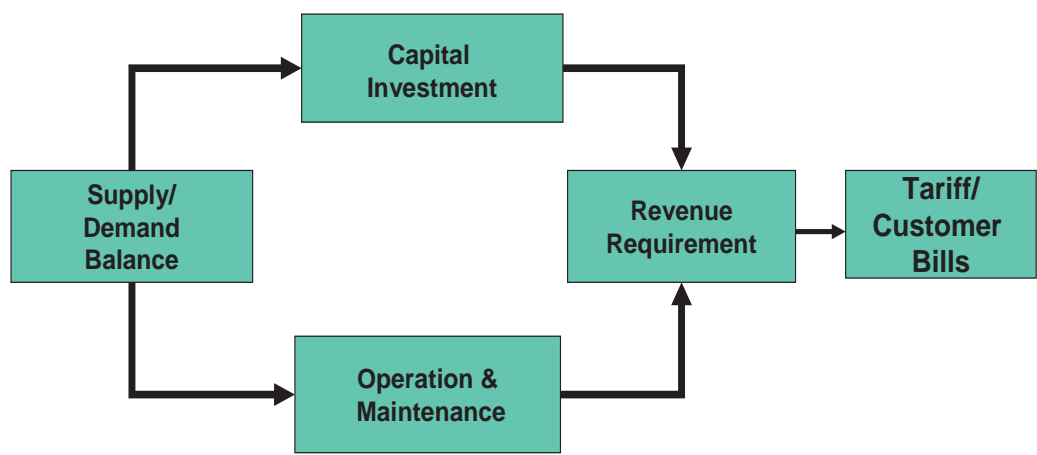 Capital
Investment
Supply/
Demand
Balance
Revenue
Requirement
Tariff/
Customer
Bills
Operation &
Maintenance